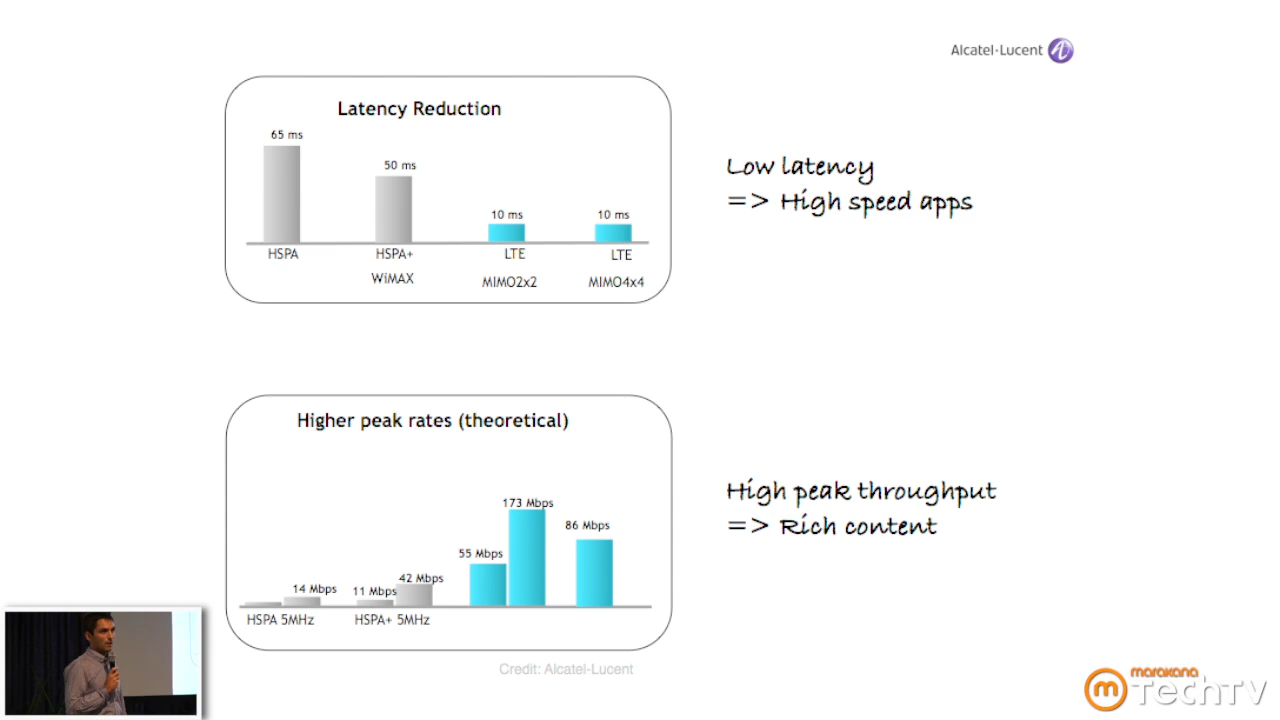 Alcatel·Lucent
Latency Reduction
65 ms
50 ms
10 ms
10 ms
HSPA
HSPA+
LTE
LTE
WiMAX
MIMO2x2
MIMO4x4
Low latency
=> High speed apps
Higher peak rates (theoretical)
173 Mbps
86 Mbps
55 Mbps
42 Mbps
14 Mbps
11 Mbps
HSPA 5MHz
HSPA+ 5MHz
High peak throughput
=> Rich content
Credit: Alcatel-Lucent
marakana
TechTV